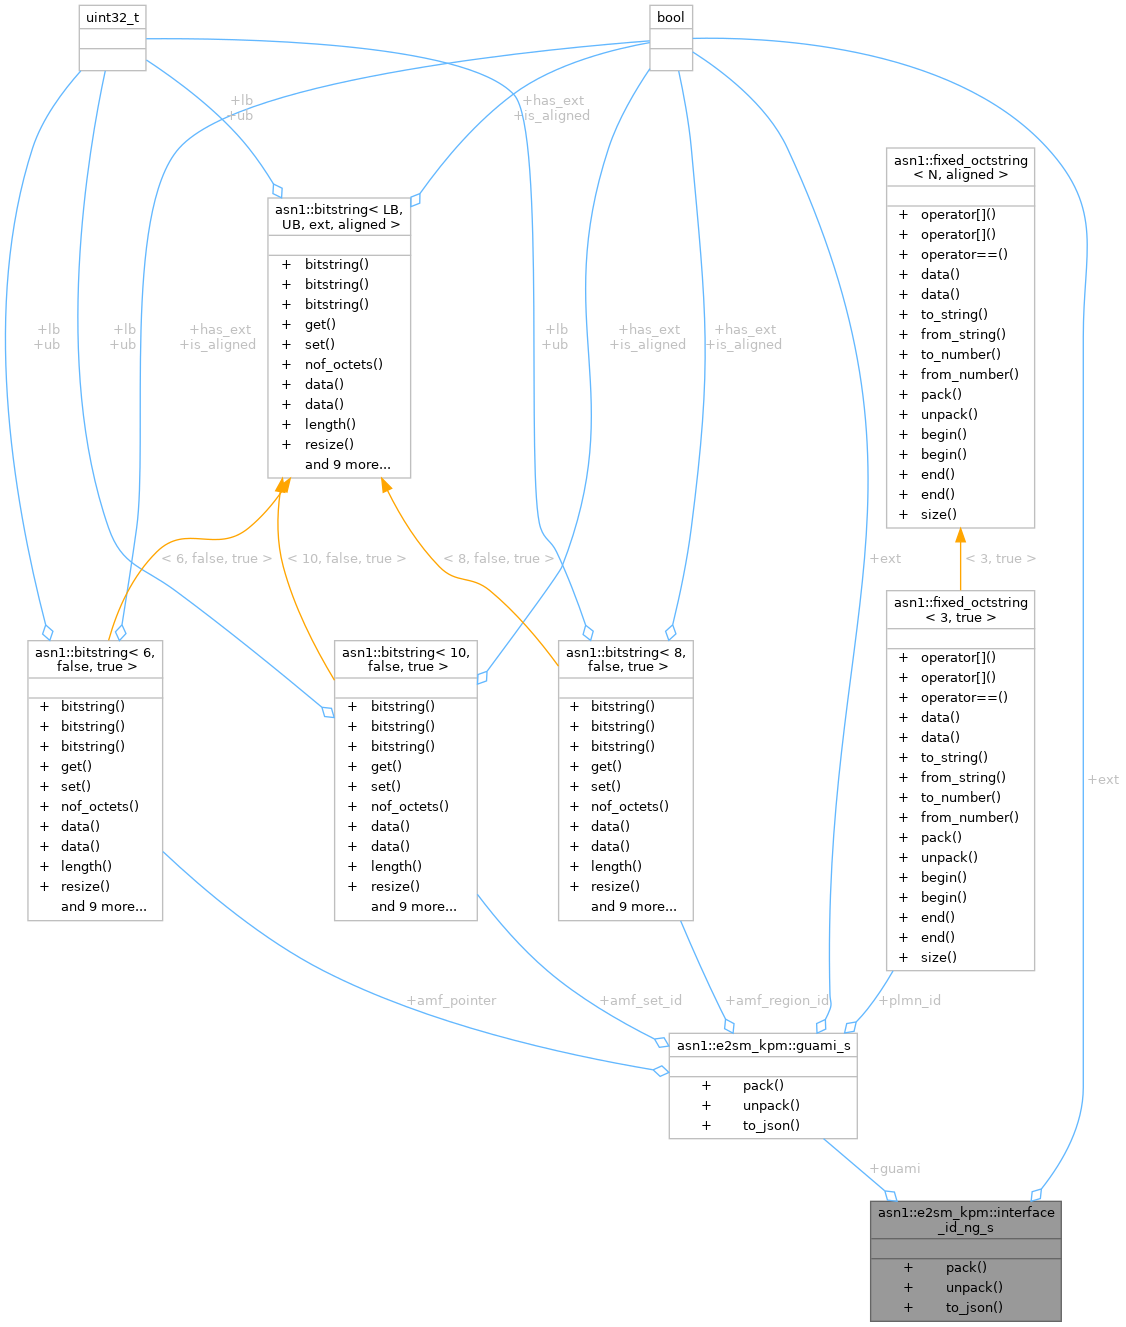 uint32_t
bool
+lb
+ub
+has_ext
+is_aligned
asn1::fixed_octstring
< N, aligned >
+ operator[]()
+ operator[]()
+ operator==()
+ data()
+ data()
+ to_string()
+ from_string()
+ to_number()
+ from_number()
+ pack()
+ unpack()
+ begin()
+ begin()
+ end()
+ end()
+ size()
asn1::bitstring< LB,
UB, ext, aligned >
+ bitstring()
+ bitstring()
+ bitstring()
+ get()
+ set()
+ nof_octets()
+ data()
+ data()
+ length()
+ resize()
and 9 more...
+lb
+ub
+lb
+ub
+has_ext
+is_aligned
+lb
+ub
+has_ext
+is_aligned
+has_ext
+is_aligned
< 6, false, true >
< 10, false, true >
< 8, false, true >
+ext
< 3, true >
asn1::bitstring< 6,
false, true >
+ bitstring()
+ bitstring()
+ bitstring()
+ get()
+ set()
+ nof_octets()
+ data()
+ data()
+ length()
+ resize()
and 9 more...
asn1::bitstring< 10,
false, true >
+ bitstring()
+ bitstring()
+ bitstring()
+ get()
+ set()
+ nof_octets()
+ data()
+ data()
+ length()
+ resize()
and 9 more...
asn1::bitstring< 8,
false, true >
+ bitstring()
+ bitstring()
+ bitstring()
+ get()
+ set()
+ nof_octets()
+ data()
+ data()
+ length()
+ resize()
and 9 more...
asn1::fixed_octstring
< 3, true >
+ operator[]()
+ operator[]()
+ operator==()
+ data()
+ data()
+ to_string()
+ from_string()
+ to_number()
+ from_number()
+ pack()
+ unpack()
+ begin()
+ begin()
+ end()
+ end()
+ size()
+ext
+amf_pointer
+amf_set_id
+amf_region_id
+plmn_id
asn1::e2sm_kpm::guami_s
+ pack()
+ unpack()
+ to_json()
+guami
asn1::e2sm_kpm::interface
_id_ng_s
+ pack()
+ unpack()
+ to_json()